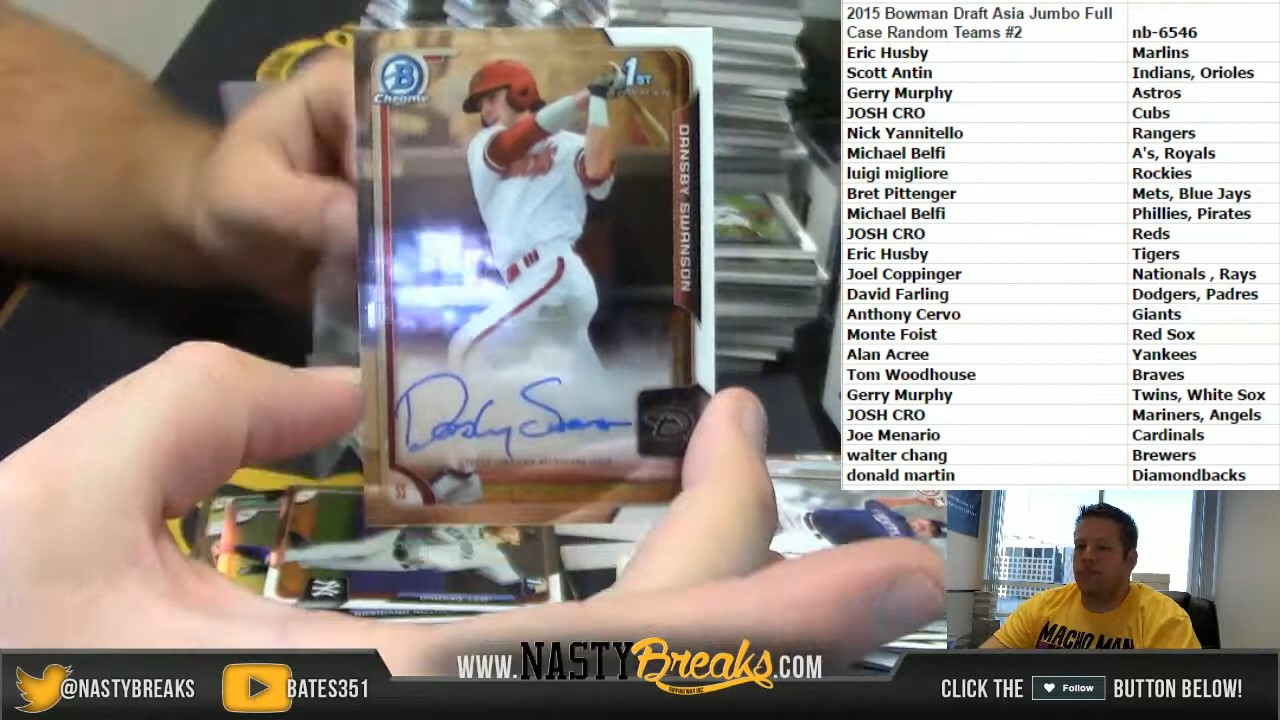 2015 Bowman Draft Asia Jumbo Full
Case Random Teams #2 nb-6546
Eric Husby Marlins
Scott Antin Indians, Orioles
Gerry Murphy Astros
JOSH CRO Cubs
Nick Yannitello Rangers
Michael Belfi A's, Royals
luigi migliore Rockies
Bret Pittenger Mets, Blue Jays
Michael Belfi Phillies, Pirates
JOSH CRO Reds
Eric Husby Tigers
Joel Coppinger Nationals , Rays
David Farling Dodgers, Padres
Anthony Cervo Giants
Monte Foist Red Sox
Alan Acree Yankees
Tom Woodhouse Braves
Gerry Murphy Twins, White Sox
JOSH CRO Mariners, Angels
Joe Menario Cardinals
walter chang Brewers
donald martin Diamondbacks
B
Chrome
1ST
DANSBY SWANSON
Dansby Swanson
MACHO MAN
@NASTYBREAKS
BATES351
WWW.NASTYBreaks.COM
CLICK THE Follow BUTTON BELOW!